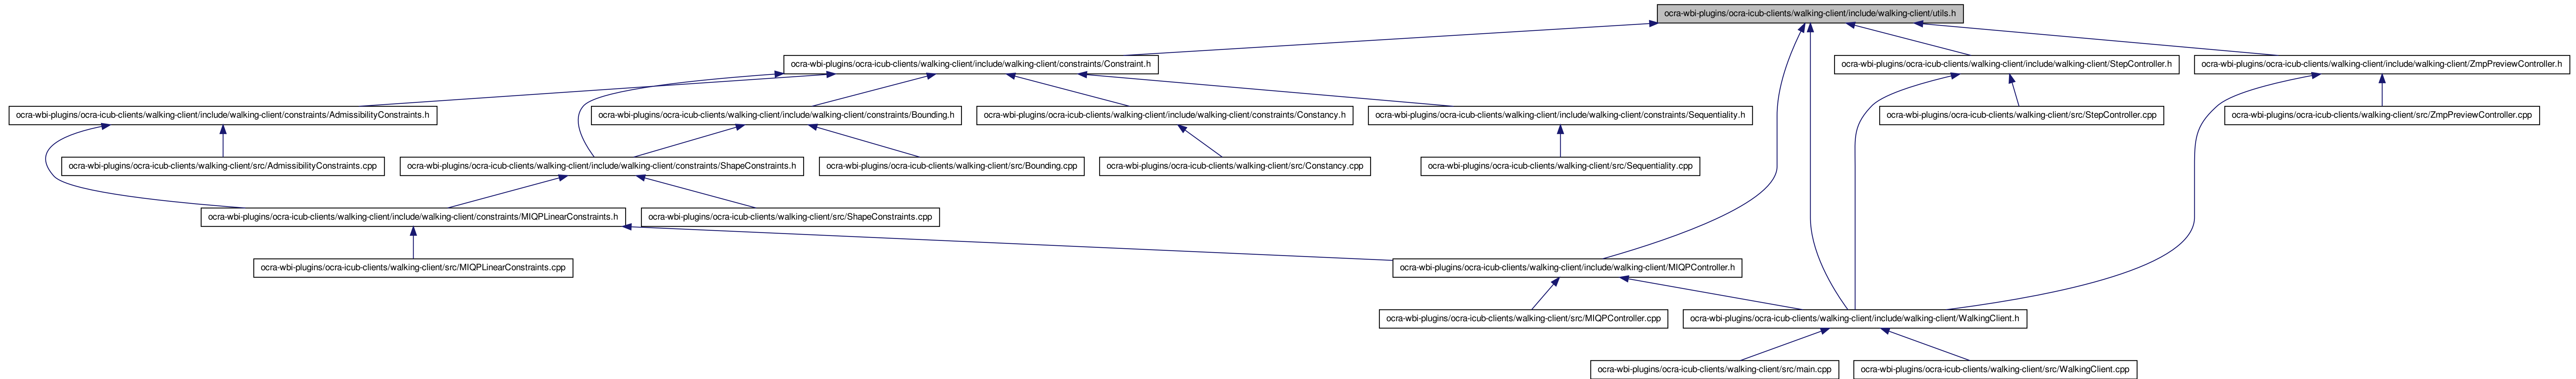 ocra-wbi-plugins/ocra-icub-clients/walking-client/include/walking-client/utils.h
ocra-wbi-plugins/ocra-icub-clients/walking-client/include/walking-client/constraints/Constraint.h
ocra-wbi-plugins/ocra-icub-clients/walking-client/include/walking-client/StepController.h
ocra-wbi-plugins/ocra-icub-clients/walking-client/include/walking-client/ZmpPreviewController.h
ocra-wbi-plugins/ocra-icub-clients/walking-client/include/walking-client/constraints/AdmissibilityConstraints.h
ocra-wbi-plugins/ocra-icub-clients/walking-client/include/walking-client/constraints/Bounding.h
ocra-wbi-plugins/ocra-icub-clients/walking-client/include/walking-client/constraints/Constancy.h
ocra-wbi-plugins/ocra-icub-clients/walking-client/include/walking-client/constraints/Sequentiality.h
ocra-wbi-plugins/ocra-icub-clients/walking-client/src/StepController.cpp
ocra-wbi-plugins/ocra-icub-clients/walking-client/src/ZmpPreviewController.cpp
ocra-wbi-plugins/ocra-icub-clients/walking-client/src/AdmissibilityConstraints.cpp
ocra-wbi-plugins/ocra-icub-clients/walking-client/include/walking-client/constraints/ShapeConstraints.h
ocra-wbi-plugins/ocra-icub-clients/walking-client/src/Bounding.cpp
ocra-wbi-plugins/ocra-icub-clients/walking-client/src/Constancy.cpp
ocra-wbi-plugins/ocra-icub-clients/walking-client/src/Sequentiality.cpp
ocra-wbi-plugins/ocra-icub-clients/walking-client/include/walking-client/constraints/MIQPLinearConstraints.h
ocra-wbi-plugins/ocra-icub-clients/walking-client/src/ShapeConstraints.cpp
ocra-wbi-plugins/ocra-icub-clients/walking-client/src/MIQPLinearConstraints.cpp
ocra-wbi-plugins/ocra-icub-clients/walking-client/include/walking-client/MIQPController.h
ocra-wbi-plugins/ocra-icub-clients/walking-client/src/MIQPController.cpp
ocra-wbi-plugins/ocra-icub-clients/walking-client/include/walking-client/WalkingClient.h
ocra-wbi-plugins/ocra-icub-clients/walking-client/src/main.cpp
ocra-wbi-plugins/ocra-icub-clients/walking-client/src/WalkingClient.cpp